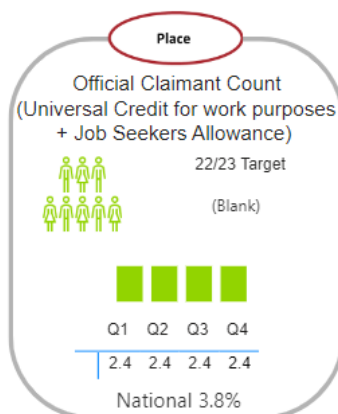 Place
Official Claimant Count
(Universal Credit for work purposes
+ Job Seekers Allowance)
22/23 Target
(Blank)
Q1 Q2 Q3 Q4
2.4 2.4 2.4 2.4
National 3.8%